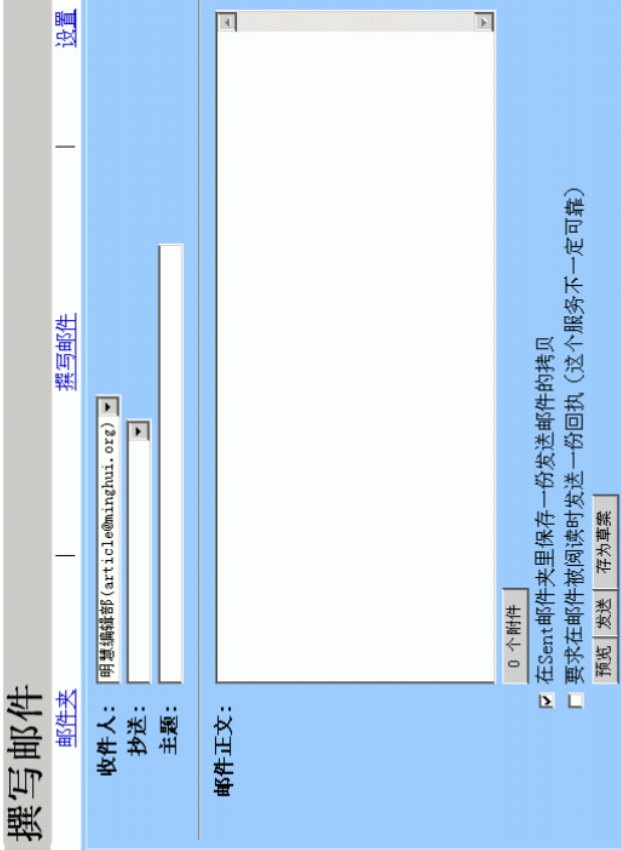 撰写邮件
邮件夹 | 撰写邮件 | 设置
收件人: 明慧编辑部(article@minghui.org)
抄送:
主题:
邮件正文:
0 个附件
在Sent邮件夹里保存一份发送邮件的拷贝
要求在邮件被阅读时发送一份回执（这个服务不一定可靠）
预览 发送 存为草案